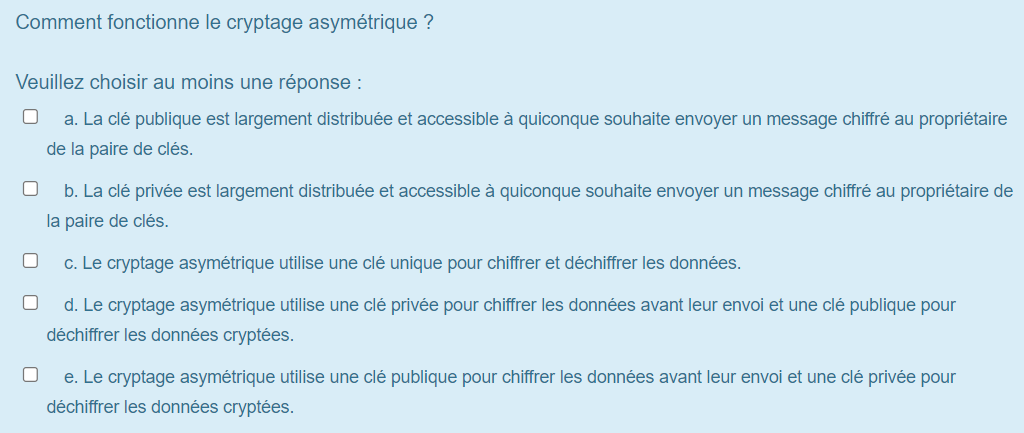 Comment fonctionne le cryptage asymétrique ?
Veuillez choisir au moins une réponse :
a. La clé publique est largement distribuée et accessible à quiconque souhaite envoyer un message chiffré au propriétaire
de la paire de clés.
b. La clé privée est largement distribuée et accessible à quiconque souhaite envoyer un message chiffré au propriétaire de
la paire de clés.
c. Le cryptage asymétrique utilise une clé unique pour chiffrer et déchiffrer les données.
d. Le cryptage asymétrique utilise une clé privée pour chiffrer les données avant leur envoi et une clé publique pour
déchiffrer les données cryptées.
e. Le cryptage asymétrique utilise une clé publique pour chiffrer les données avant leur envoi et une clé privée pour
déchiffrer les données cryptées.